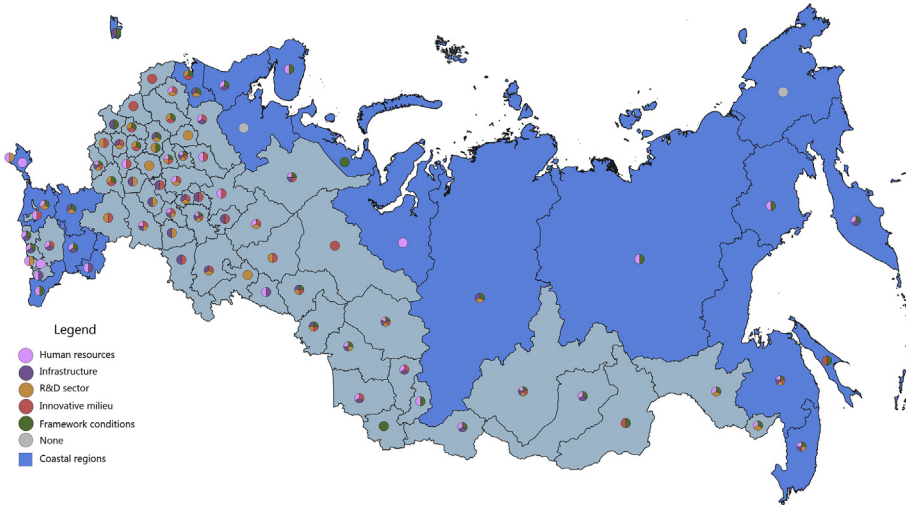 Legend
Human resources
Infrastructure
R&D sector
Innovative milieu
Framework conditions
None
Coastal regions